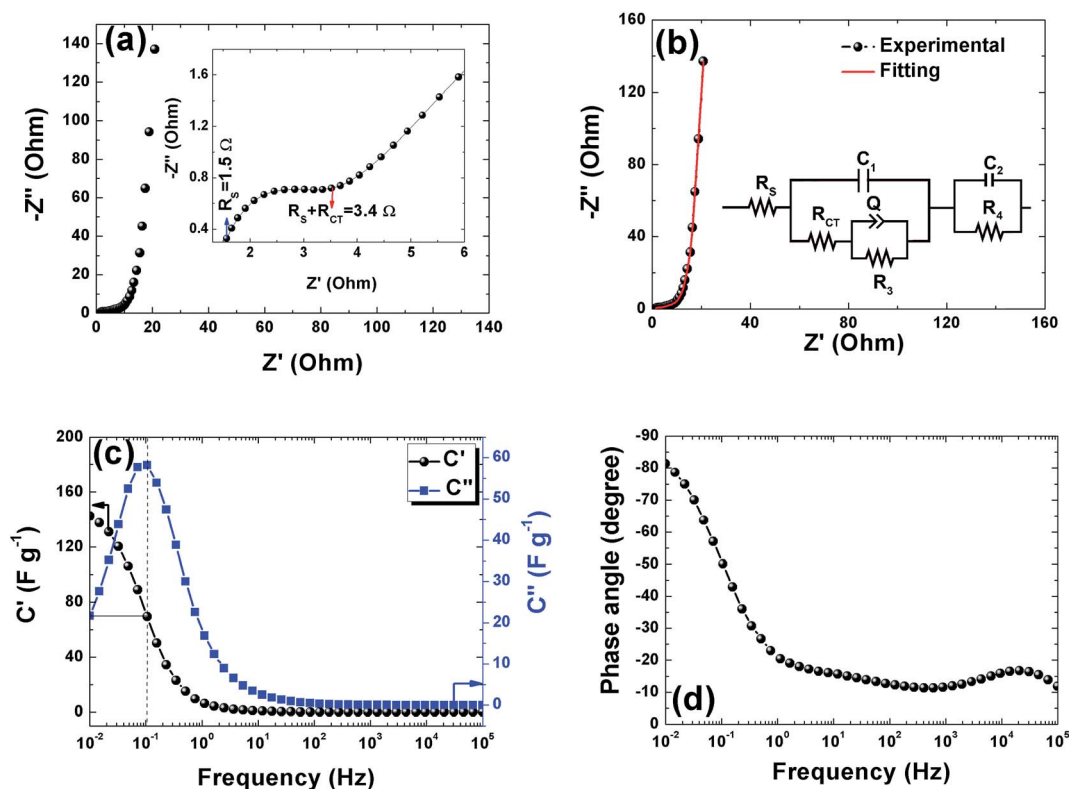 (a)
-Z'' (Ohm)
140
120
100
80
60
40
20
0
0 20 40 60 80 100 120 140
Z' (Ohm)
-Z'' (Ohm)
1.6
1.2
0.8
0.4
2 3 4 5 6
Z' (Ohm)
R_S=1.5 Ω
R_S+R_CT=3.4 Ω
(b)
Experimental
Fitting
-Z'' (Ohm)
160
120
80
40
0
0 40 80 120 160
Z' (Ohm)
R_S
C_1
R_CT
Q
R_3
C_2
R_4
(c)
C'
C''
C' (F g^-1)
200
160
120
80
40
0
C'' (F g^-1)
60
50
40
30
20
10
0
10^-2 10^-1 10^0 10^1 10^2 10^3 10^4 10^5
Frequency (Hz)
(d)
Phase angle (degree)
-90
-80
-70
-60
-50
-40
-30
-20
-10
0
10^-2 10^-1 10^0 10^1 10^2 10^3 10^4 10^5
Frequency (Hz)